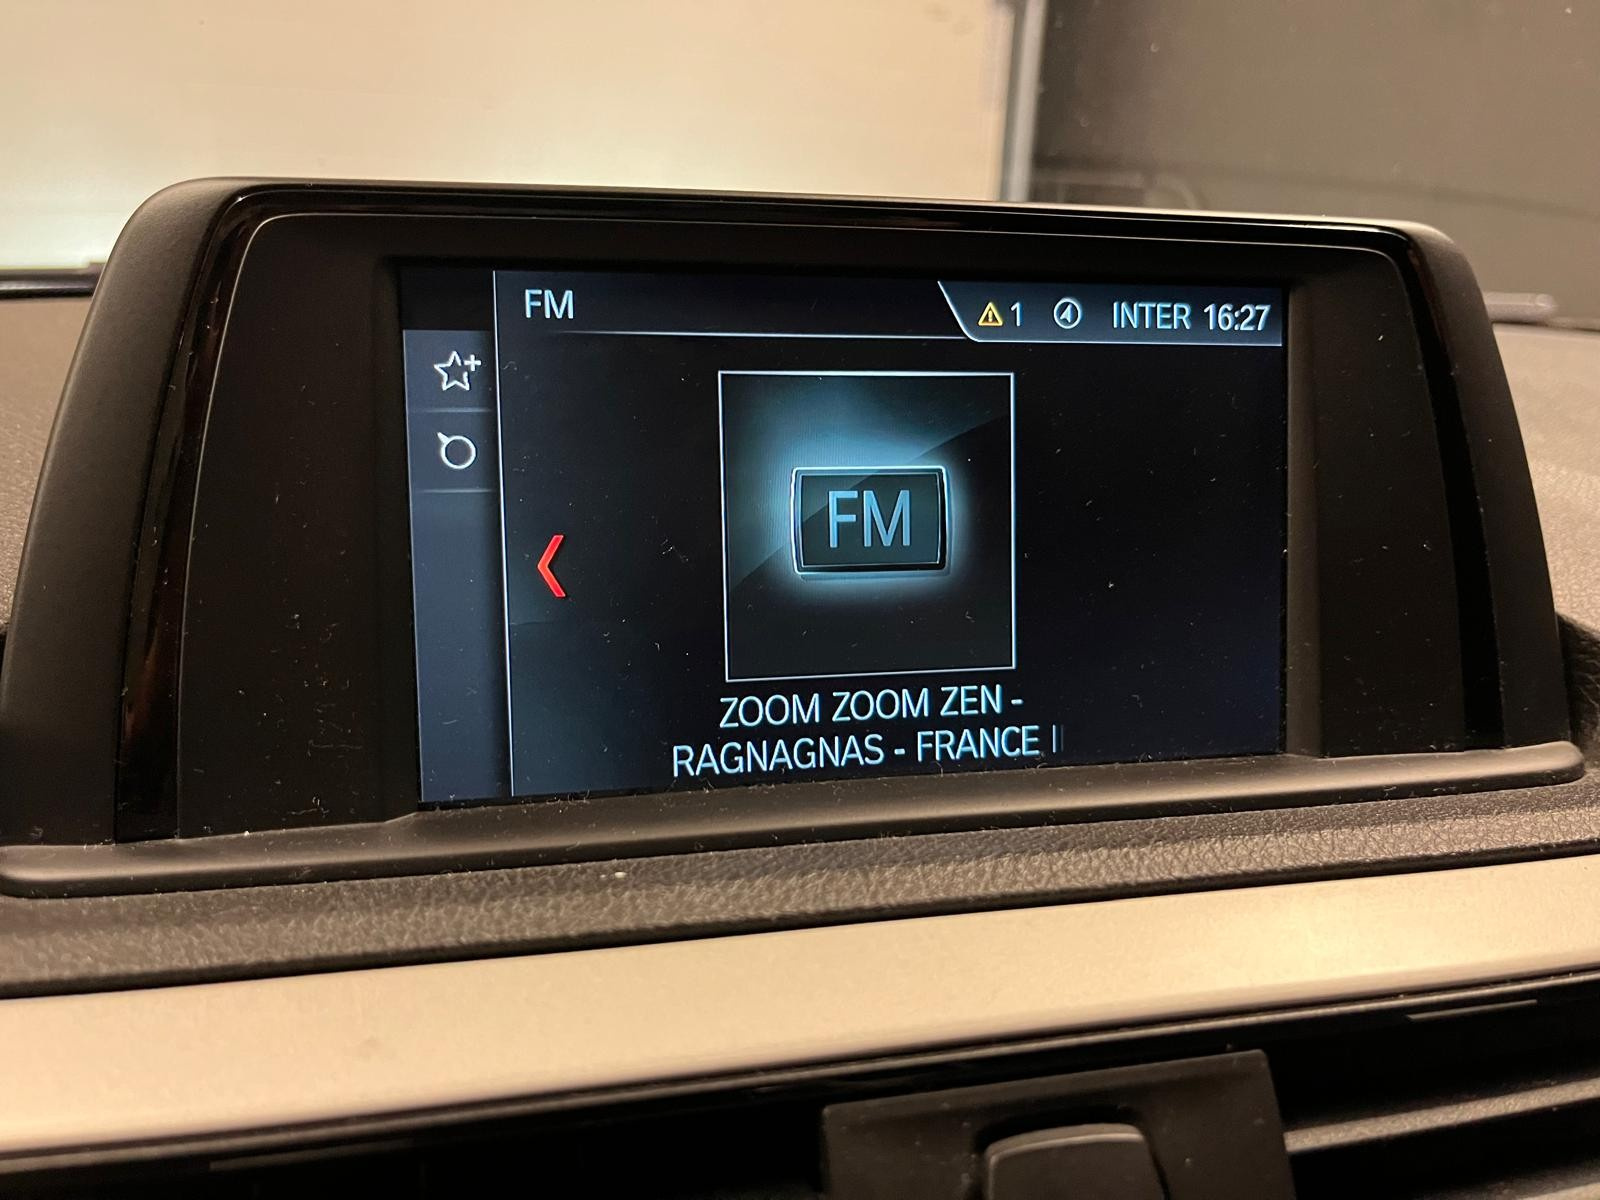 FM
1 INTER 16:27
FM
ZOOM ZOOM ZEN -
RAGNAGNAS - FRANCE